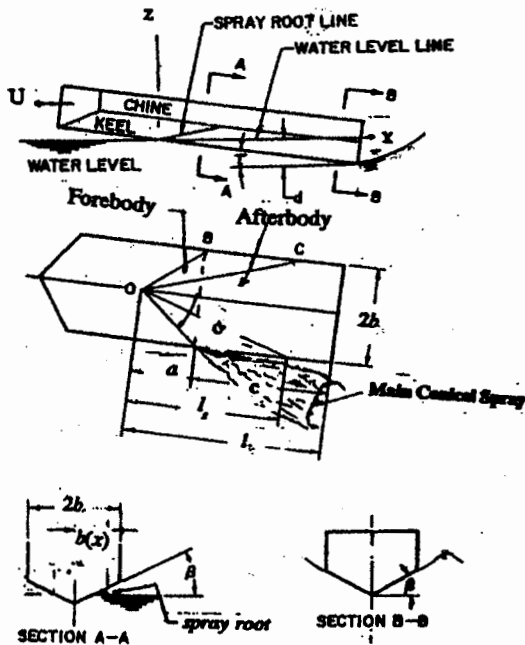 Z
SPRAY ROOT LINE
WATER LEVEL LINE
A
B
U
CHINE
KEEL
X
WATER LEVEL
A
d
B
Forebody
Afterbody
B
C
O
2b
a
c
Main Conical Spray
l
l
2b
b(x)
β
β
spray root
SECTION A-A
SECTION B-B